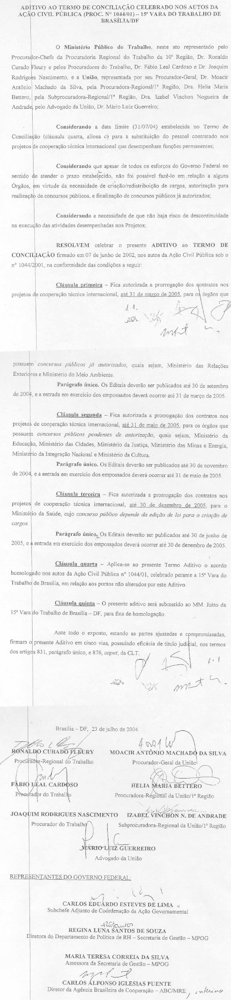 ADITIVO AO TERMO DE CONCILIAÇÃO CELEBRADO NOS AUTOS DA
AÇÃO CIVIL PÚBLICA (PROC. Nº 1044/01) – 15ª VARA DO TRABALHO DE
BRASÍLIA/DF
O Ministério Público do Trabalho, neste ato representado pelo
Procurador-Chefe da Procuradoria Regional do Trabalho da 10ª Região, Dr. Ronaldo
Curado Fleury e pelos Procuradores do Trabalho, Dr. Fábio Leal Cardoso e Dr. Joaquim
Rodrigues Nascimento, e a União, representada por seu Procurador-Geral, Dr. Moacir
Antônio Machado da Silva, pela Procuradora-Regional/1ª Região, Dra. Helia Maria
Bettero, pela Subprocuradora-Regional/1ª Região, Dra. Izabel Vinchon Nogueira de
Andrade, pelo Advogado da União, Dr. Mário Luiz Guerreiro;
Considerando a data limite (31/07/04) estabelecida no Termo de
Conciliação (cláusula quarta, alínea c) para a substituição do pessoal contratado nos
projetos de cooperação técnica internacional que desempenham funções permanentes;
Considerando que apesar de todos os esforços do Governo Federal no
sentido de atender o prazo estabelecido, não foi possível fazê-lo em relação a alguns
Órgãos, em virtude da necessidade de criação/redistribuição de cargos, autorização para
realização de concursos públicos, e finalização de concursos públicos já autorizados;
Considerando a necessidade de que não haja risco de descontinuidade
na execução das atividades desempenhadas nos Projetos;
RESOLVEM celebrar o presente ADITIVO ao TERMO DE
CONCILIAÇÃO firmado em 07 de junho de 2002, nos autos da Ação Civil Pública sob o
nº 1044/2001, na conformidade das condições a seguir:
Cláusula primeira – Fica autorizada a prorrogação dos contratos nos
projetos de cooperação técnica internacional, até 31 de março de 2005, para os órgãos que
possuem concursos públicos já autorizados, quais sejam, Ministério das Relações
Exteriores e Ministério do Meio Ambiente.
Parágrafo único. Os Editais deverão ser publicados até 30 de setembro
de 2004, e a entrada em exercício dos empossados deverá ocorrer até 31 de março de 2005.
Cláusula segunda – Fica autorizada a prorrogação dos contratos nos
projetos de cooperação técnica internacional, até 31 de maio de 2005, para os órgãos que
possuem concursos públicos pendentes de autorização, quais sejam, Ministério da
Educação, Ministério das Cidades, Ministério da Justiça, Ministério das Minas e Energia,
Ministério da Integração Nacional e Ministério da Cultura.
Parágrafo único. Os Editais deverão ser publicados até 30 de novembro
de 2004, e a entrada em exercício dos empossados deverá ocorrer até 31 de maio de 2005.
Cláusula terceira – Fica autorizada a prorrogação dos contratos nos
projetos de cooperação técnica internacional, até 30 de dezembro de 2005, para o
Ministério da Saúde, cujo concurso público depende da edição de lei para a criação de
cargos.
Parágrafo único. Os Editais deverão ser publicados até 30 de junho de
2005, e a entrada em exercício dos empossados deverá ocorrer até 30 de dezembro de 2005.
Cláusula quarta – Aplica-se ao presente Termo Aditivo o acordo
homologado nos autos da Ação Civil Pública nº 1044/01, celebrado perante a 15ª Vara do
Trabalho de Brasília, em relação aos pontos não alterados por este Aditivo.
Cláusula quinta – O presente aditivo será submetido ao MM. Juízo da
15ª Vara do Trabalho de Brasília – DF, para fins de homologação.
Ante todo o exposto, estando as partes ajustadas e compromissadas,
firmam o presente Aditivo em cinco vias, possuindo eficácia de título judicial, nos termos
dos artigos 831, parágrafo único, e 876, caput, da CLT.
Brasília – DF, 23 de julho de 2004
RONALDO CURADO FLEURY MOACIR ANTÔNIO MACHADO DA SILVA
Procurador-Regional do Trabalho Procurador-Geral da União
FÁBIO LEAL CARDOSO HELIA MARIA BETTERO
Procurador do Trabalho Procuradora-Regional da União/1ª Região
JOAQUIM RODRIGUES NASCIMENTO IZABEL VINCHON N. DE ANDRADE
Procurador do Trabalho Subprocuradora-Regional da União/1ª Região
MÁRIO LUIZ GUERREIRO
Advogado da União
REPRESENTANTES DO GOVERNO FEDERAL:
CARLOS EDUARDO ESTEVES DE LIMA
Subchefe Adjunto de Coordenação da Ação Governamental
REGINA LUNA SANTOS DE SOUZA
Diretora do Departamento de Política de RH – Secretaria de Gestão – MPOG
MARIA TERESA CORREIA DA SILVA
Assessora da Secretaria de Gestão – MPOG
CARLOS ALFONSO IGLESIAS PUENTE
Diretor da Agência Brasileira de Cooperação – ABC/MRE, interino